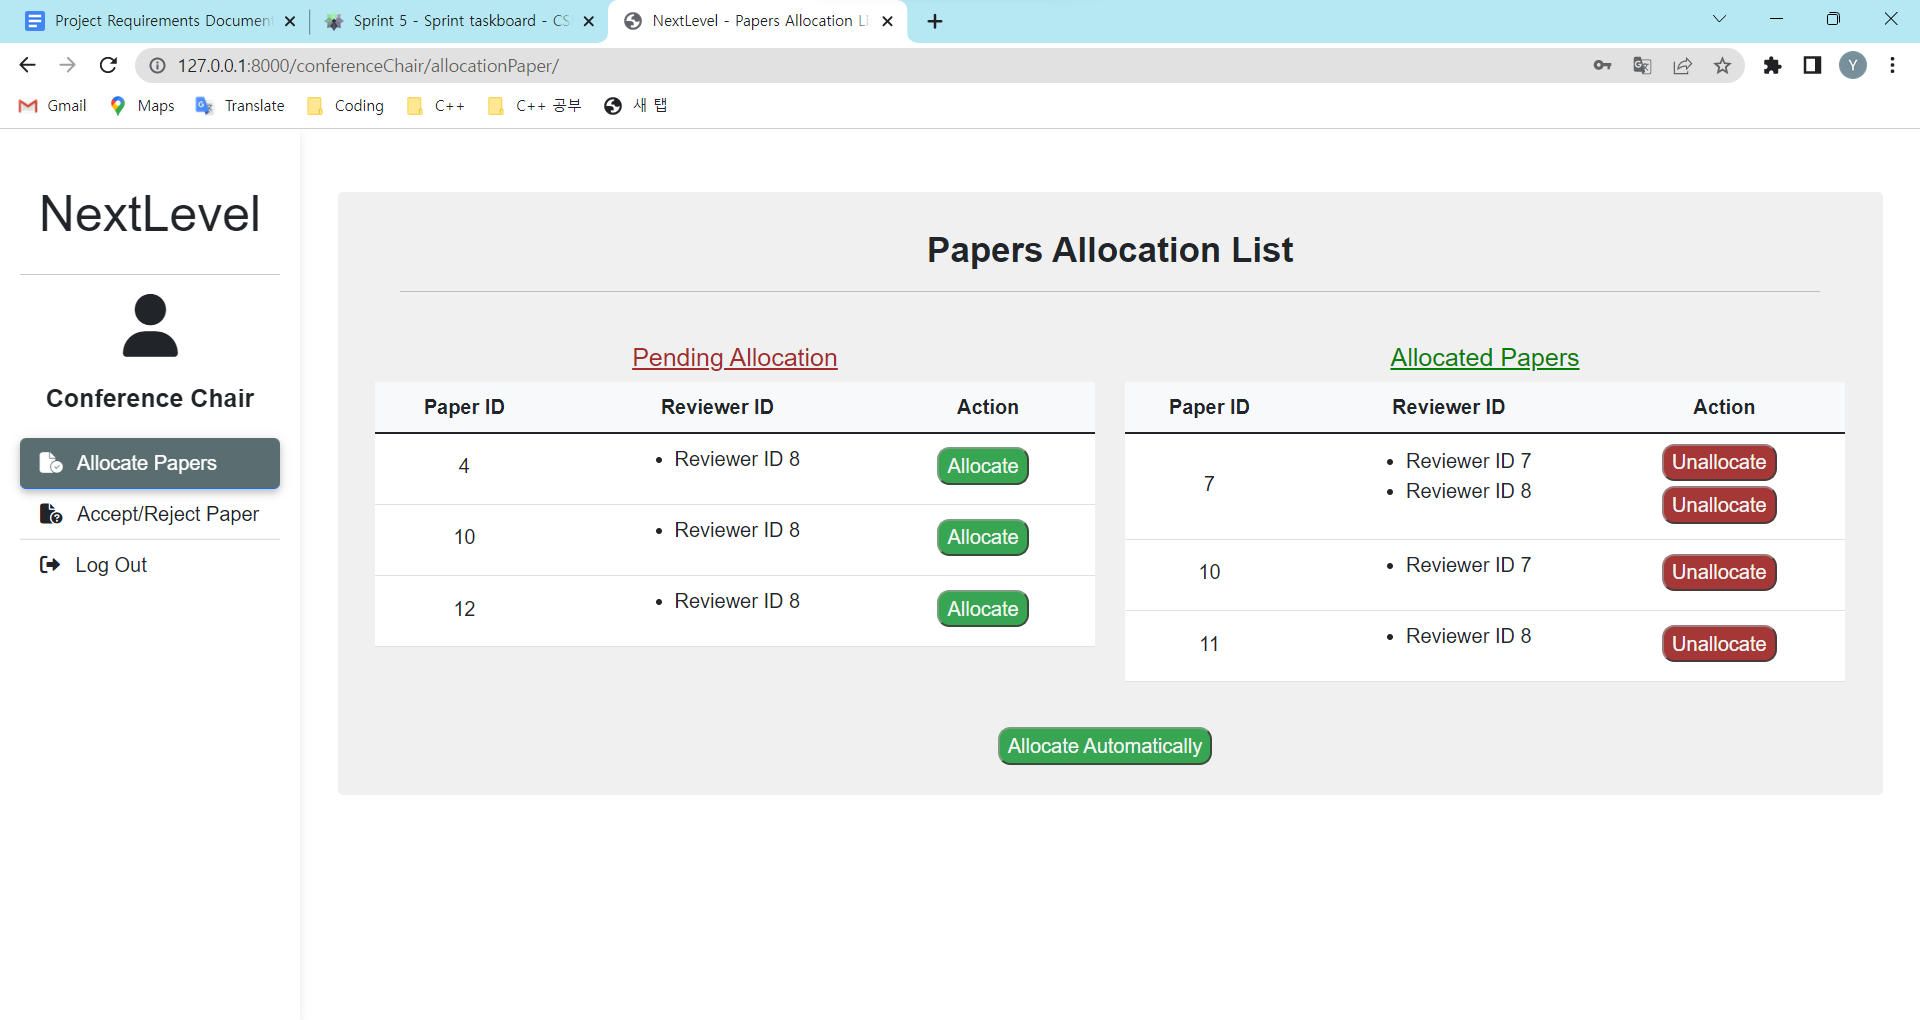 Project Requirements Document
Sprint 5 - Sprint taskboard - CS
NextLevel - Papers Allocation Li
127.0.0.1:8000/conferenceChair/allocationPaper/
Y
Gmail
Maps
Translate
Coding
C++
C++ 공부
새 탭
NextLevel
Conference Chair
Allocate Papers
Accept/Reject Paper
Log Out
Papers Allocation List
Pending Allocation
Paper ID Reviewer ID Action
4 • Reviewer ID 8 Allocate
10 • Reviewer ID 8 Allocate
12 • Reviewer ID 8 Allocate
Allocated Papers
Paper ID Reviewer ID Action
7 • Reviewer ID 7 Unallocate
• Reviewer ID 8 Unallocate
10 • Reviewer ID 7 Unallocate
11 • Reviewer ID 8 Unallocate
Allocate Automatically